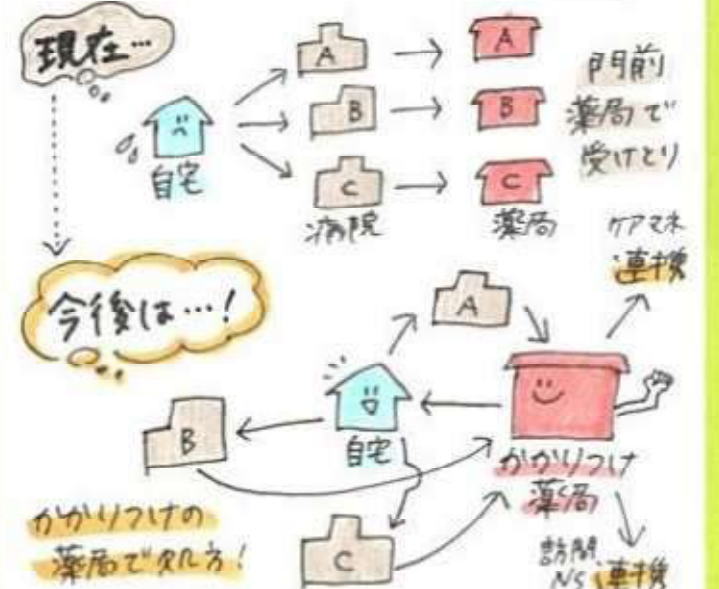 現在…
A
A
門前
B
B
薬局で
C
C
受けとり
自宅
病院
薬局
ケアマネ
連携
今後は…!
A
B
自宅
かかりつけ
薬局
かかりつけの
薬局で処方!
C
訪問
NS
連携